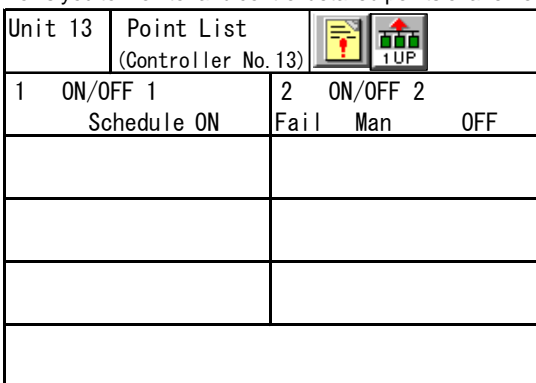 Unit 13
Point List
(Controller No.13)
1UP
1 ON/OFF 1
Schedule ON
2 ON/OFF 2
Fail Man OFF